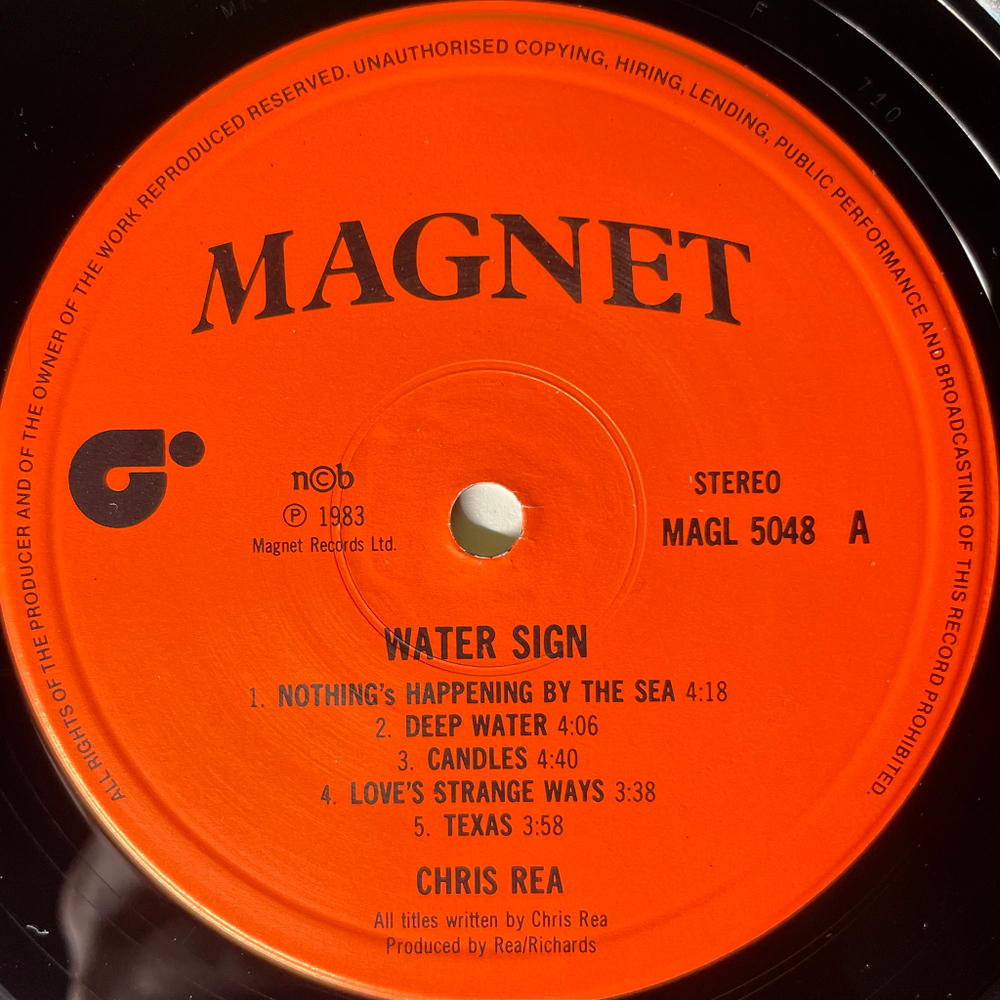 ALL RIGHTS OF THE PRODUCER AND OF THE OWNER OF THE WORK REPRODUCED RESERVED. UNAUTHORISED COPYING, HIRING, LENDING, PUBLIC PERFORMANCE AND BROADCASTING OF THIS RECORD PROHIBITED.
MAGNET
n©b
℗ 1983
Magnet Records Ltd.
STEREO
MAGL 5048 A
WATER SIGN
1. NOTHING's HAPPENING BY THE SEA 4:18
2. DEEP WATER 4:06
3. CANDLES 4:40
4. LOVE'S STRANGE WAYS 3:38
5. TEXAS 3:58
CHRIS REA
All titles written by Chris Rea
Produced by Rea/Richards
F
710